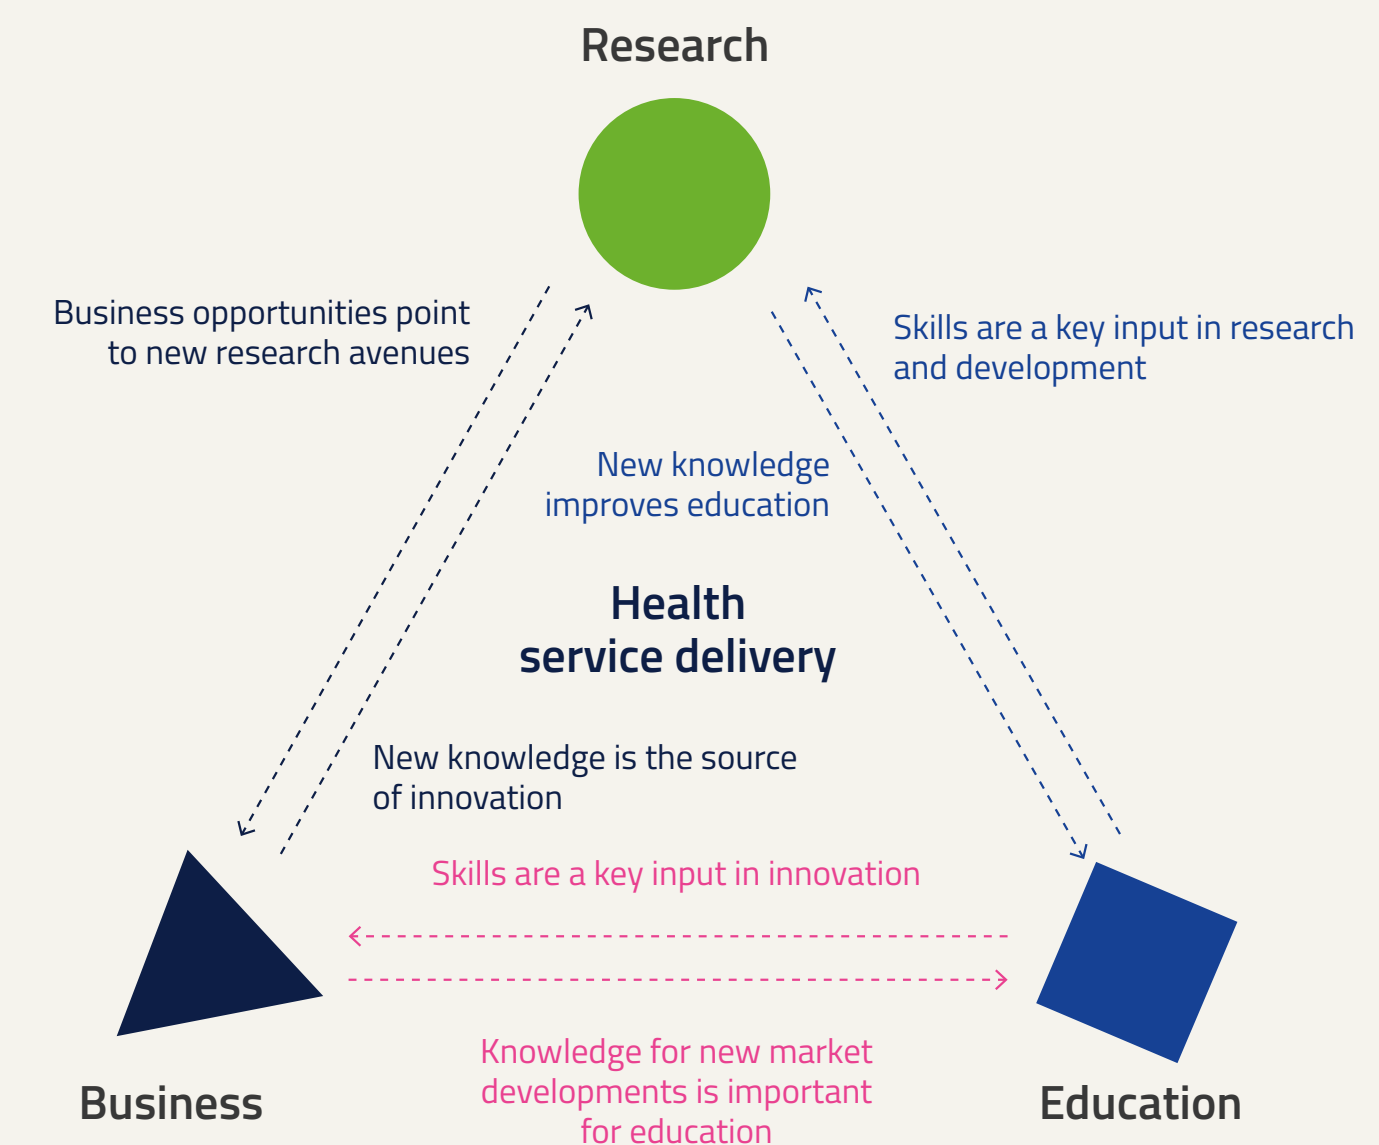 Research
Business opportunities point
to new research avenues
Skills are a key input in research
and development
New knowledge
improves education
Health
service delivery
New knowledge is the source
of innovation
Skills are a key input in innovation
Knowledge for new market
developments is important
for education
Business
Education